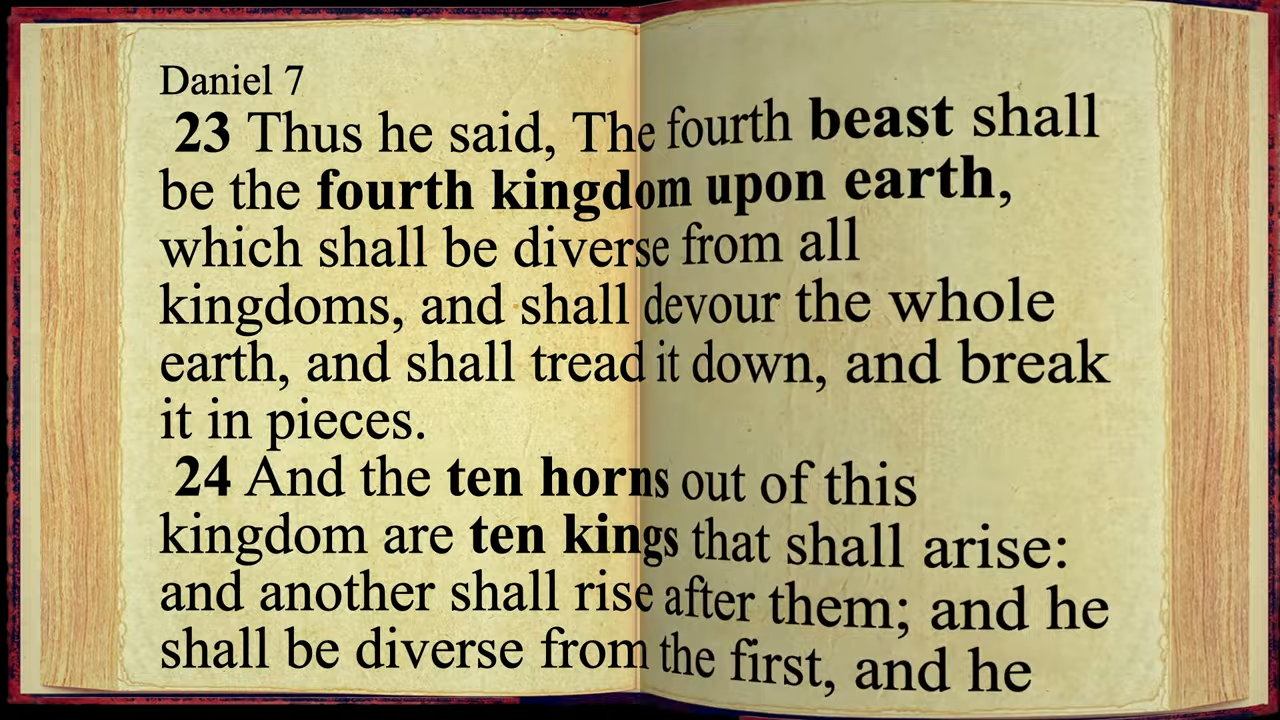 Daniel 7
23 Thus he said, The fourth beast shall
be the fourth kingdom upon earth,
which shall be diverse from all
kingdoms, and shall devour the whole
earth, and shall tread it down, and break
it in pieces.
24 And the ten horns out of this
kingdom are ten kings that shall arise:
and another shall rise after them; and he
shall be diverse from the first, and he